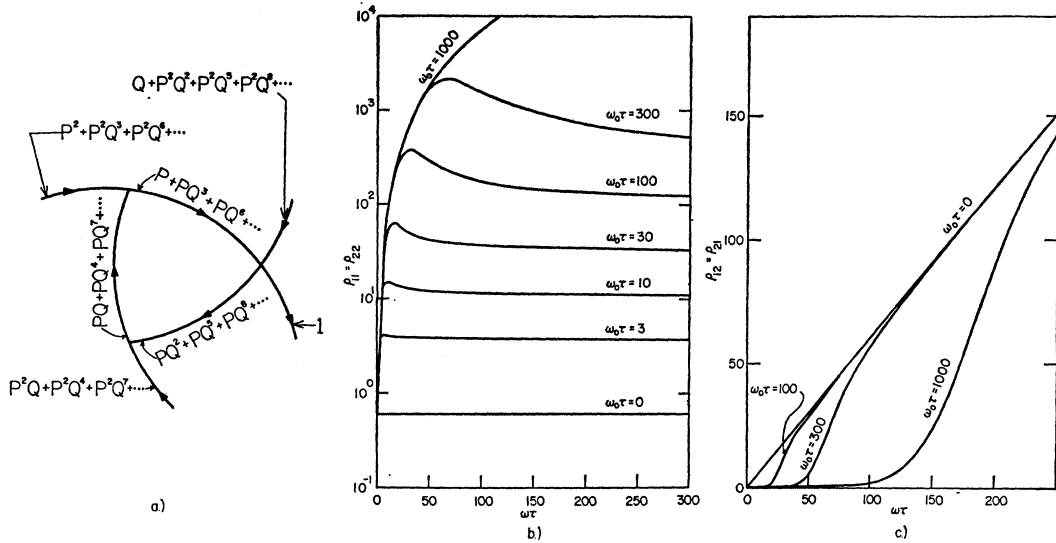 Q+P²Q²+P²Q⁵+P²Q⁸+····
P²+P²Q³+P²Q⁶+····
P+PQ³+PQ⁶+····
PQ+PQ⁴+PQ⁷+····
PQ²+PQ⁵+PQ⁸+····
1
P²Q+P²Q⁴+P²Q⁷+····
a.)
10⁴
10³
10²
10¹
10⁰
10⁻¹
ρ₁₁ = ρ₂₂
ω₀τ=1000
ω₀τ=300
ω₀τ=100
ω₀τ=30
ω₀τ=10
ω₀τ= 3
ω₀τ=0
0 50 100 150 200 250 300
ωτ
b.)
150
100
50
0
ρ₁₂ = ρ₂₁
ω₀τ=0
ω₀τ=100
ω₀τ=300
ω₀τ=1000
0 50 100 150 200
ωτ
c.)